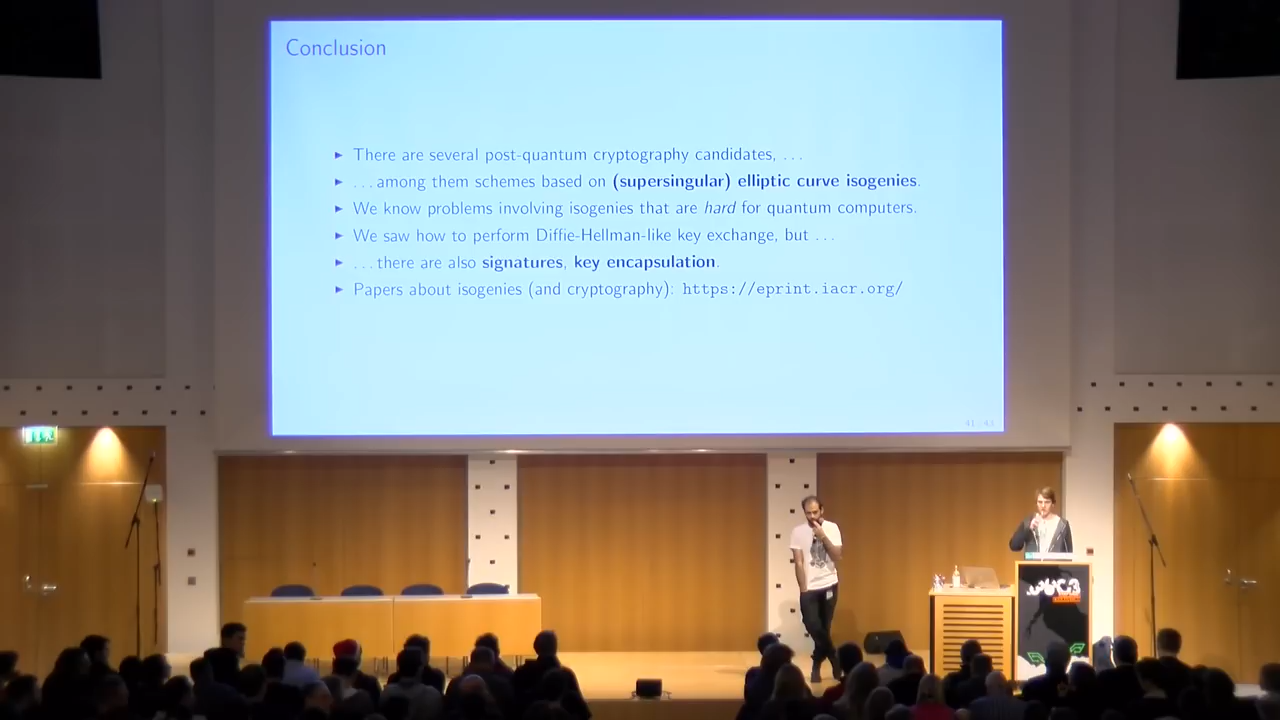 Conclusion
▸ There are several post-quantum cryptography candidates, . . .
▸ . . . among them schemes based on (supersingular) elliptic curve isogenies.
▸ We know problems involving isogenies that are hard for quantum computers.
▸ We saw how to perform Diffie-Hellman-like key exchange, but . . .
▸ . . . there are also signatures, key encapsulation.
▸ Papers about isogenies (and cryptography): https://eprint.iacr.org/
41 / 43